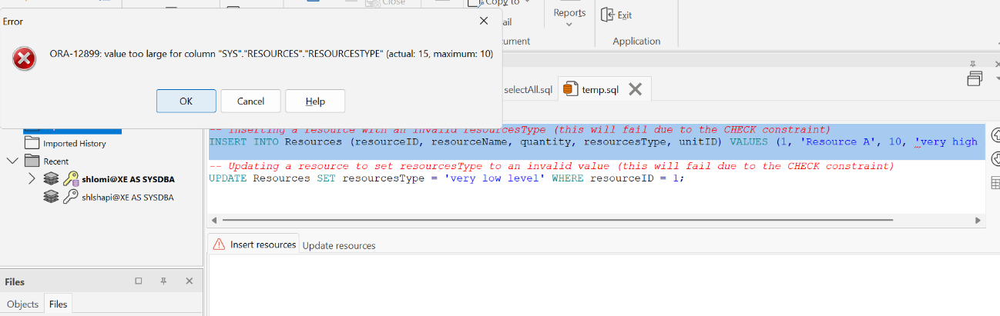 Close
Copy to
Reports
Exit
ail
ument
Application
Error
ORA-12899: value too large for column "SYS"."RESOURCES"."RESOURCESTYPE" (actual: 15, maximum: 10)
OK
Cancel
Help
selectAll.sql
temp.sql
Imported History
Recent
shlomi@XE AS SYSDBA
shlshapi@XE AS SYSDBA
-- Inserting a resource with an invalid resourcesType (this will fail due to the CHECK constraint)
INSERT INTO Resources (resourceID, resourceName, quantity, resourcesType, unitID) VALUES (1, 'Resource A', 10, 'very high
-- Updating a resource to set resourcesType to an invalid value (this will fail due to the CHECK constraint)
UPDATE Resources SET resourcesType = 'very low level' WHERE resourceID = 1;
Insert resources
Update resources
Files
Objects
Files